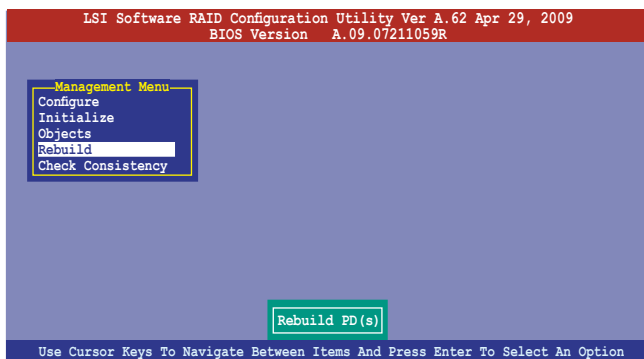 LSI Software RAID Configuration Utility Ver A.62 Apr 29, 2009
BIOS Version A.09.07211059R
Management Menu
Configure
Initialize
Objects
Rebuild
Check Consistency
Rebuild PD(s)
Use Cursor Keys To Navigate Between Items And Press Enter To Select An Option